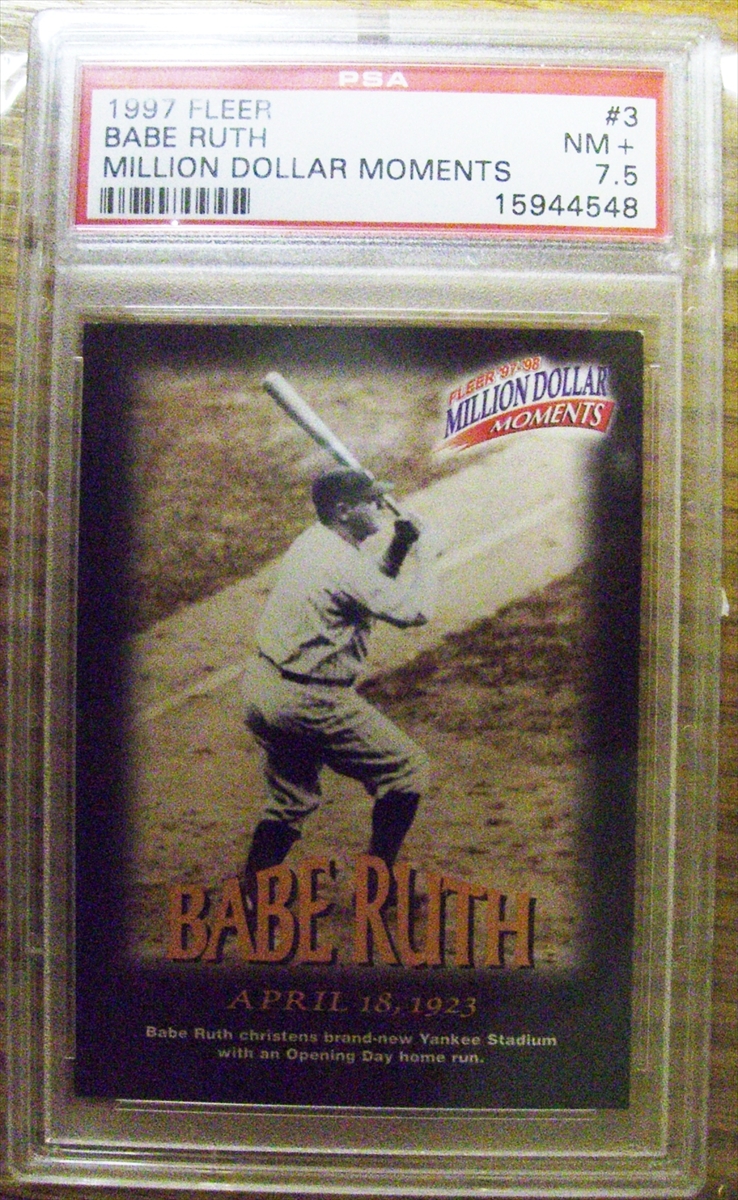 PSA
1997 FLEER #3
BABE RUTH NM+
MILLION DOLLAR MOMENTS 7.5
15944548
FLEER '97-'98
MILLION DOLLAR
MOMENTS
BABE RUTH
APRIL 18, 1923
Babe Ruth christens brand-new Yankee Stadium
with an Opening Day home run.